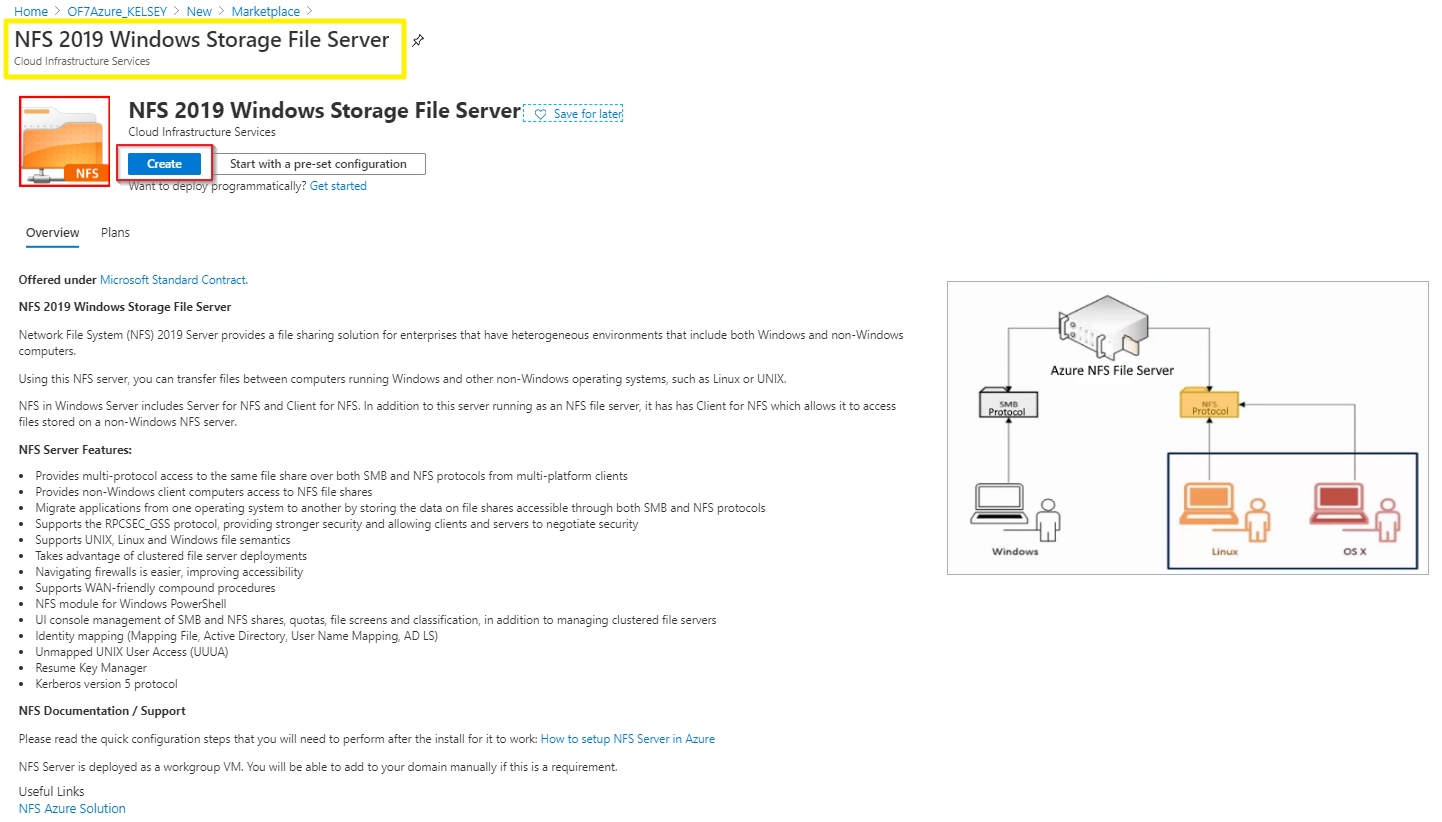 Home > OF7Azure_KELSEY > New > Marketplace >
NFS 2019 Windows Storage File Server
Cloud Infrastructure Services
NFS
NFS 2019 Windows Storage File Server
Save for later
Cloud Infrastructure Services
Create
Start with a pre-set configuration
Want to deploy programmatically? Get started
Overview
Plans
Offered under Microsoft Standard Contract.
NFS 2019 Windows Storage File Server
Network File System (NFS) 2019 Server provides a file sharing solution for enterprises that have heterogeneous environments that include both Windows and non-Windows
computers.
Using this NFS server, you can transfer files between computers running Windows and other non-Windows operating systems, such as Linux or UNIX.
NFS in Windows Server includes Server for NFS and Client for NFS. In addition to this server running as an NFS file server, it has has Client for NFS which allows it to access
files stored on a non-Windows NFS server.
NFS Server Features:
• Provides multi-protocol access to the same file share over both SMB and NFS protocols from multi-platform clients
• Provides non-Windows client computers access to NFS file shares
• Migrate applications from one operating system to another by storing the data on file shares accessible through both SMB and NFS protocols
• Supports the RPCSEC_GSS protocol, providing stronger security and allowing clients and servers to negotiate security
• Supports UNIX, Linux and Windows file semantics
• Takes advantage of clustered file server deployments
• Navigating firewalls is easier, improving accessibility
• Supports WAN-friendly compound procedures
• NFS module for Windows PowerShell
• UI console management of SMB and NFS shares, quotas, file screens and classification, in addition to managing clustered file servers
• Identity mapping (Mapping File, Active Directory, User Name Mapping, AD LS)
• Unmapped UNIX User Access (UUUA)
• Resume Key Manager
• Kerberos version 5 protocol
NFS Documentation / Support
Please read the quick configuration steps that you will need to perform after the install for it to work: How to setup NFS Server in Azure
NFS Server is deployed as a workgroup VM. You will be able to add to your domain manually if this is a requirement.
Useful Links
NFS Azure Solution
Azure NFS File Server
SMB
Protocol
NFS
Protocol
Windows
Linux
OS X